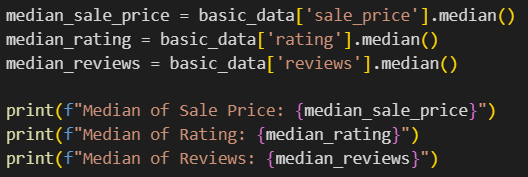 median_sale_price = basic_data['sale_price'].median()
median_rating = basic_data['rating'].median()
median_reviews = basic_data['reviews'].median()

print(f"Median of Sale Price: {median_sale_price}")
print(f"Median of Rating: {median_rating}")
print(f"Median of Reviews: {median_reviews}")